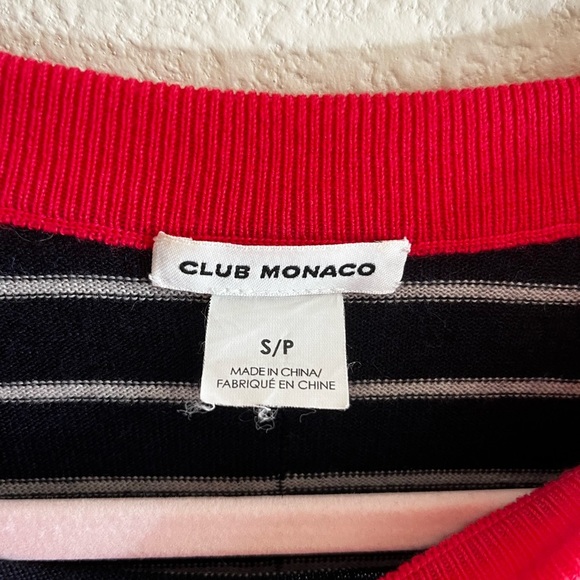 CLUB MONACO
S/P
MADE IN CHINA/
FABRIQUÉ EN CHINE